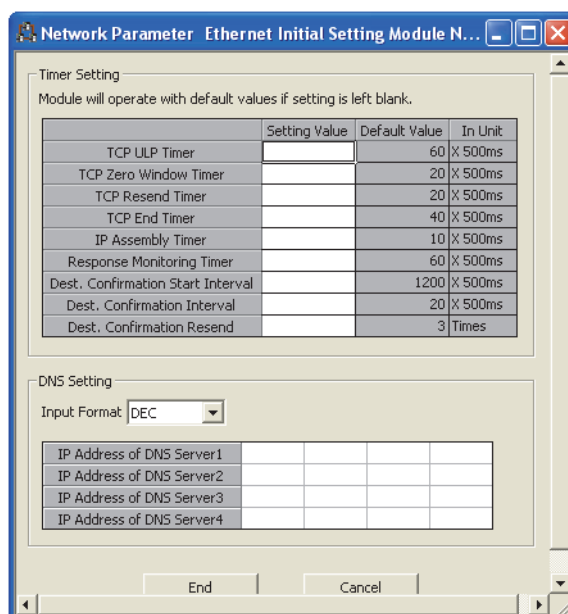 Network Parameter Ethernet Initial Setting Module N...
Timer Setting
Module will operate with default values if setting is left blank.
Setting Value Default Value In Unit
TCP ULP Timer 60 X 500ms
TCP Zero Window Timer 20 X 500ms
TCP Resend Timer 20 X 500ms
TCP End Timer 40 X 500ms
IP Assembly Timer 10 X 500ms
Response Monitoring Timer 60 X 500ms
Dest. Confirmation Start Interval 1200 X 500ms
Dest. Confirmation Interval 20 X 500ms
Dest. Confirmation Resend 3 Times
DNS Setting
Input Format DEC
IP Address of DNS Server1
IP Address of DNS Server2
IP Address of DNS Server3
IP Address of DNS Server4
End Cancel